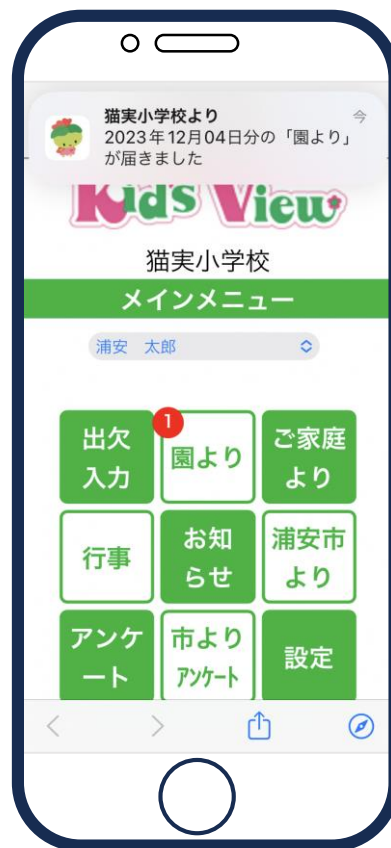 猫実小学校より
今
2023年12月04日分の「園より」
が届きました
Kid's View
猫実小学校
メインメニュー
浦安 太郎
出欠
入力
1
園より
ご家庭
より
行事
お知
らせ
浦安市
より
アンケ
ート
市より
アンケート
設定